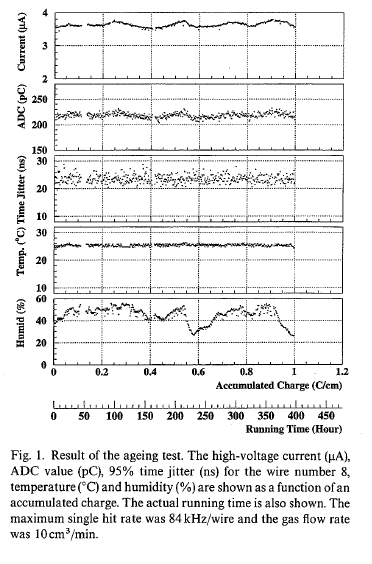 Current (μA)
4
3
2
ADC (pC)
250
200
150
Time Jitter (ns)
30
20
10
Temp. (°C)
30
20
10
Humid (%)
60
40
20
0
0 0.2 0.4 0.6 0.8 1 1.2
Accumulated Charge (C/cm)
0 50 100 150 200 250 300 350 400 450
Running Time (Hour)
Fig. 1. Result of the ageing test. The high-voltage current (μA),
ADC value (pC), 95% time jitter (ns) for the wire number 8,
temperature (°C) and humidity (%) are shown as a function of an
accumulated charge. The actual running time is also shown. The
maximum single hit rate was 84 kHz/wire and the gas flow rate
was 10 cm³/min.